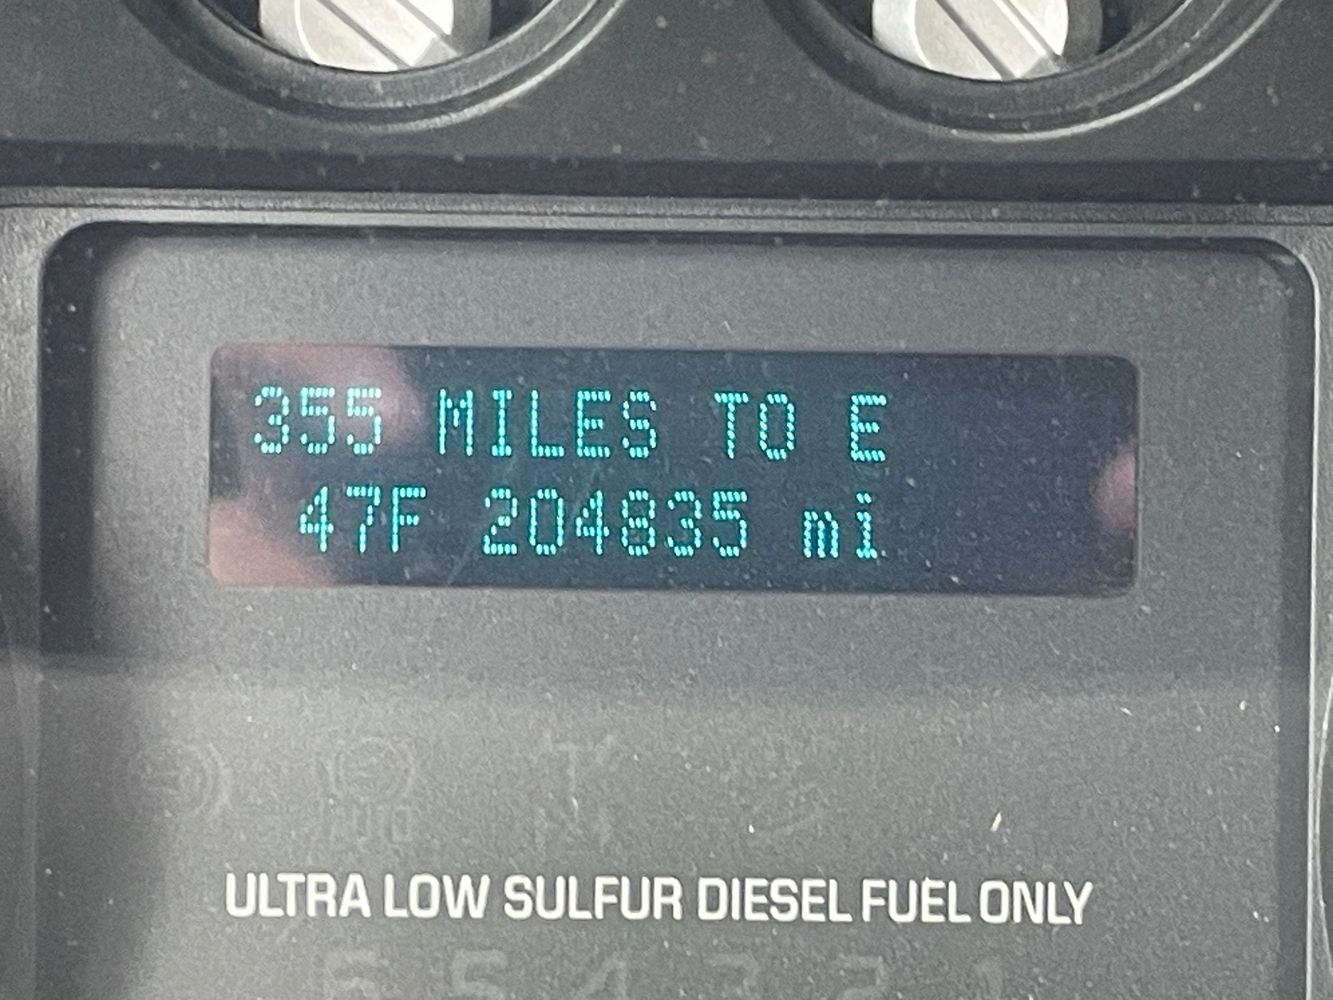 355 MILES TO E
47F 204835 mi
ULTRA LOW SULFUR DIESEL FUEL ONLY